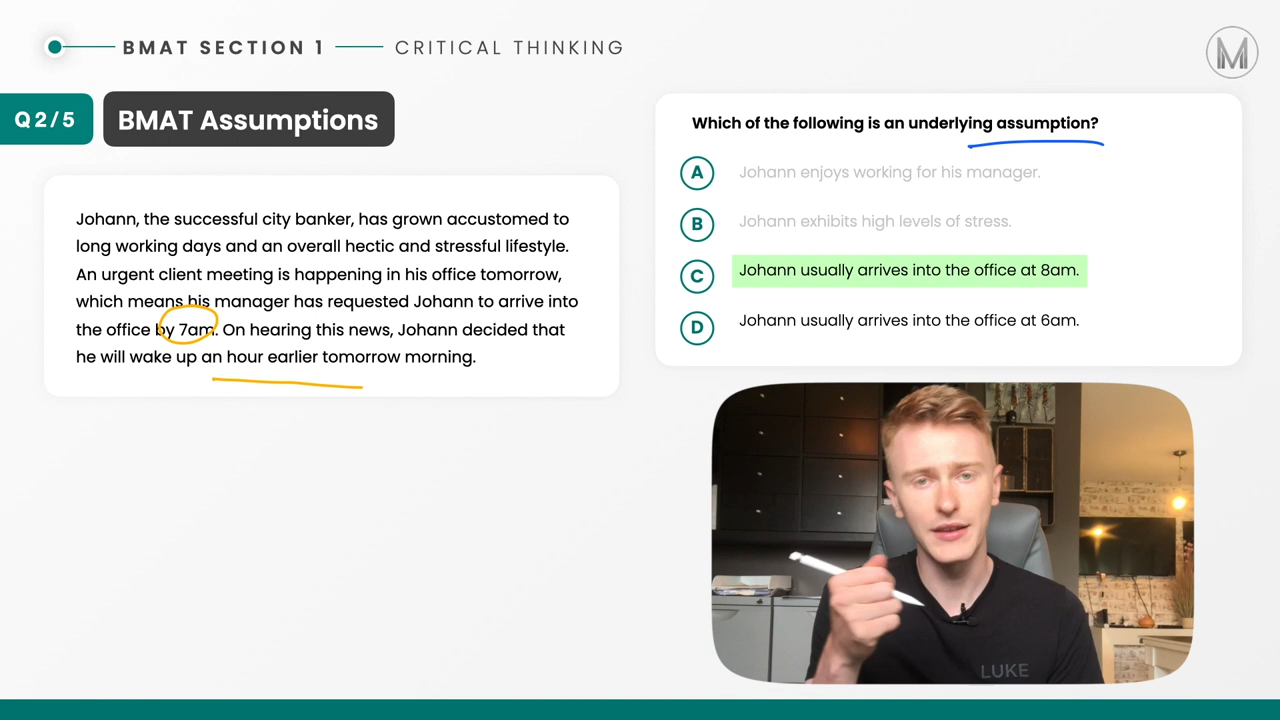 BMAT SECTION 1 CRITICAL THINKING
M
Q2/5
BMAT Assumptions
Johann, the successful city banker, has grown accustomed to
long working days and an overall hectic and stressful lifestyle.
An urgent client meeting is happening in his office tomorrow,
which means his manager has requested Johann to arrive into
the office by 7am. On hearing this news, Johann decided that
he will wake up an hour earlier tomorrow morning.
Which of the following is an underlying assumption?
A Johann enjoys working for his manager.
B Johann exhibits high levels of stress.
C Johann usually arrives into the office at 8am.
D Johann usually arrives into the office at 6am.
LUKE